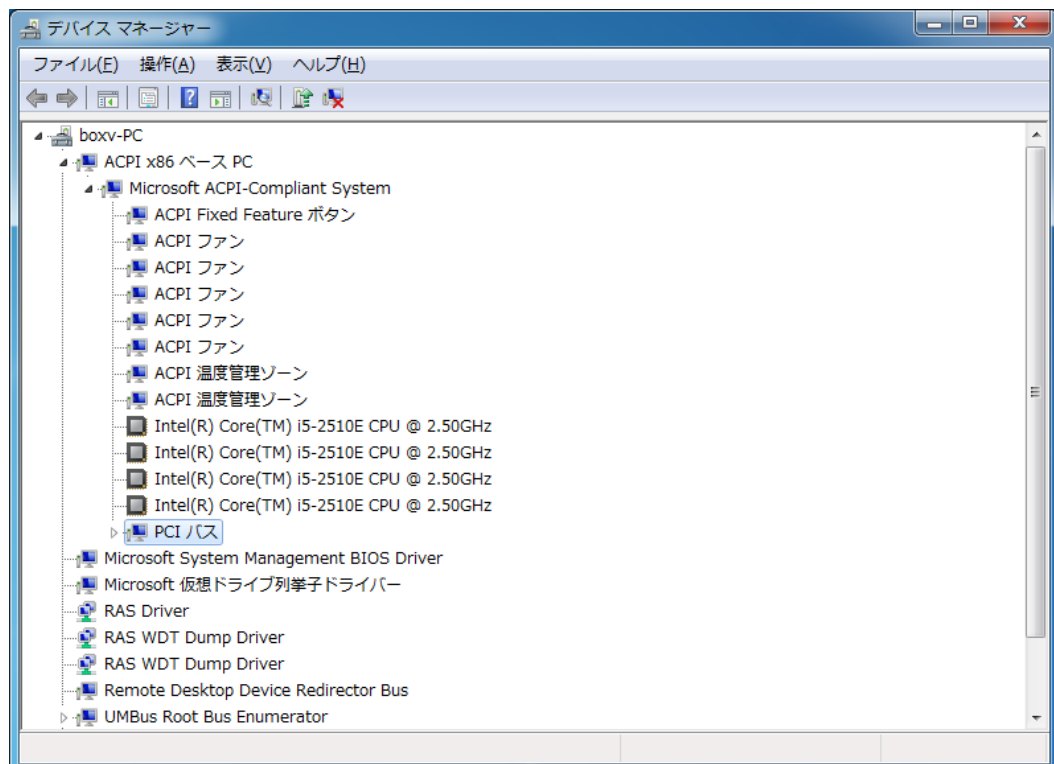 デバイス マネージャー
ファイル(F) 操作(A) 表示(V) ヘルプ(H)
boxv-PC
ACPI x86 ベース PC
Microsoft ACPI-Compliant System
ACPI Fixed Feature ボタン
ACPI ファン
ACPI ファン
ACPI ファン
ACPI ファン
ACPI ファン
ACPI 温度管理ゾーン
ACPI 温度管理ゾーン
Intel(R) Core(TM) i5-2510E CPU @ 2.50GHz
Intel(R) Core(TM) i5-2510E CPU @ 2.50GHz
Intel(R) Core(TM) i5-2510E CPU @ 2.50GHz
Intel(R) Core(TM) i5-2510E CPU @ 2.50GHz
PCI バス
Microsoft System Management BIOS Driver
Microsoft 仮想ドライブ列挙子ドライバー
RAS Driver
RAS WDT Dump Driver
RAS WDT Dump Driver
Remote Desktop Device Redirector Bus
UMBus Root Bus Enumerator